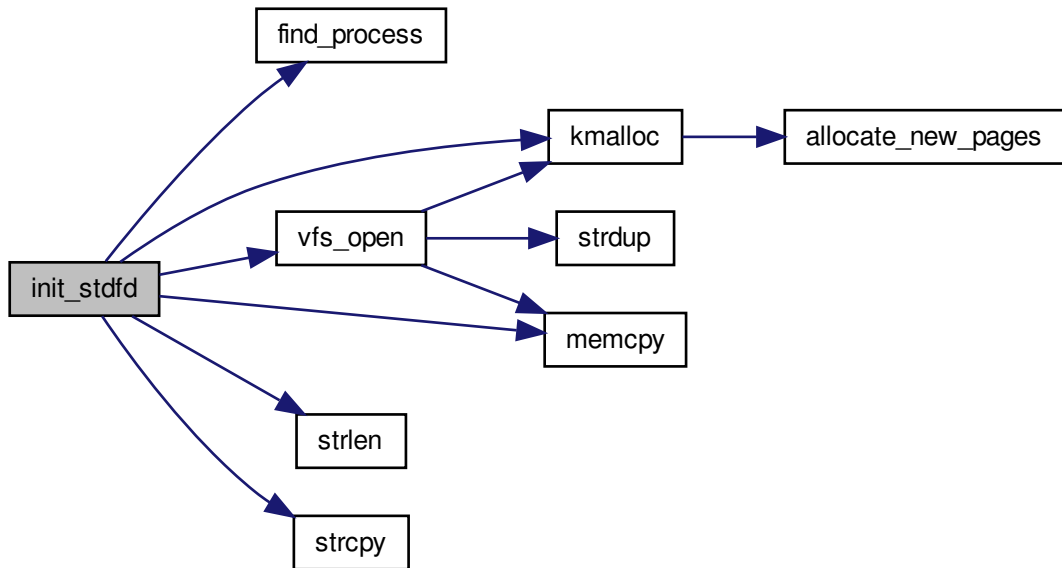 find_process
kmalloc
allocate_new_pages
vfs_open
strdup
init_stdfd
memcpy
strlen
strcpy